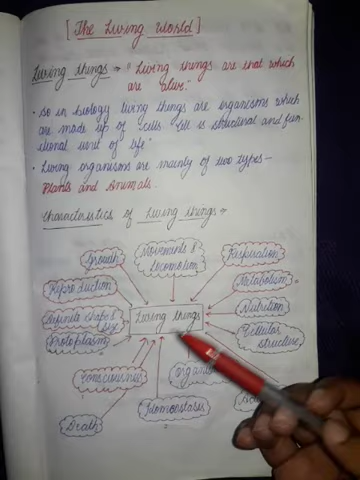 [ The Living World ]
Living things → "Living things are that which
are "alive."
• So in biology living things are organisms which
are made up of "cells. Cell is structural and fun-
tional unit of life"
• Living organisms are mainly of two types—
Plants and Animals.
Characteristics of Living things→
Growth
Movements &
Locomotion
Respiration
Reproduction
Metabolism
Definite shape &
size
Living things
Nutrition
Protoplasm
Cellular
structure
Consciousness
Homoeostasis
Death